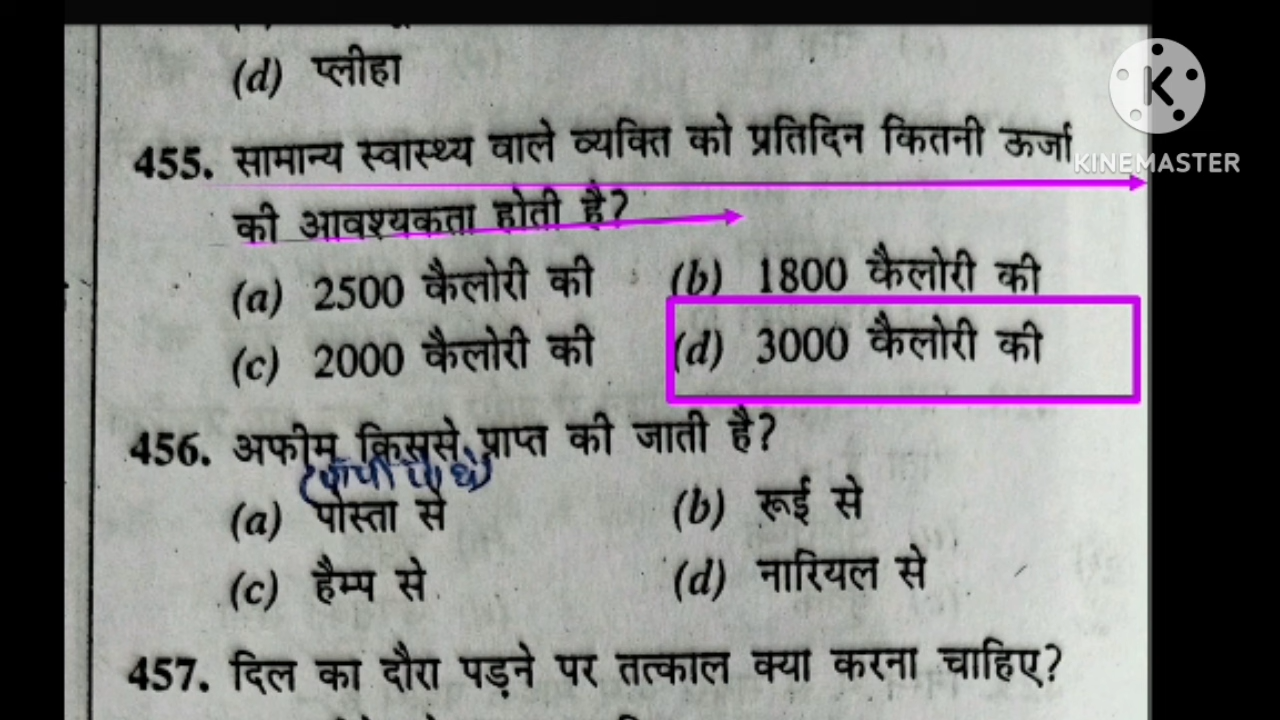 (d) प्लीहा
KINEMASTER
455. सामान्य स्वास्थ्य वाले व्यक्ति को प्रतिदिन कितनी ऊर्जा
की आवश्यकता होती है?
(a) 2500 कैलोरी की (b) 1800 कैलोरी की
(c) 2000 कैलोरी की (d) 3000 कैलोरी की
456. अफीम किससे प्राप्त की जाती है?
(a) पोस्ता से (b) रूई से
(c) हैम्प से (d) नारियल से
457. दिल का दौरा पड़ने पर तत्काल क्या करना चाहिए?